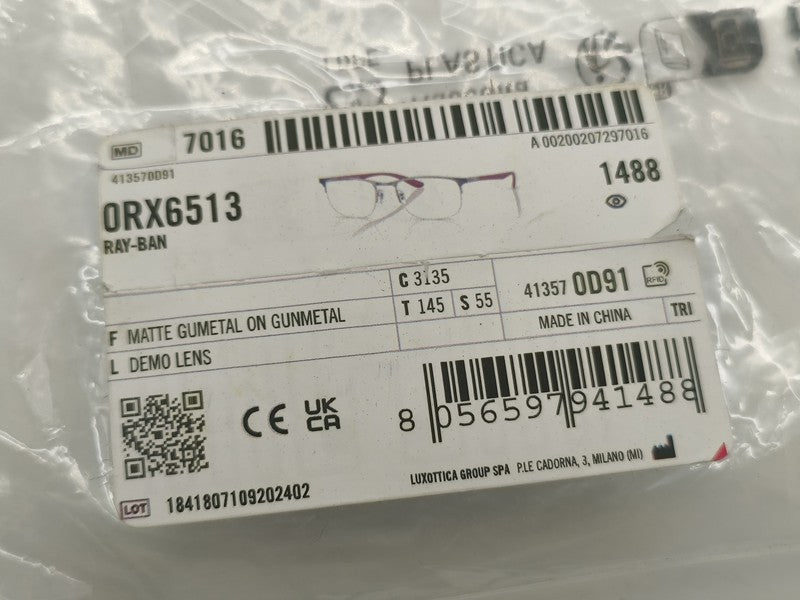 PLASTICA
MD 7016
A 00200207297016
413570D91
0RX6513
RAY-BAN
1488
C 3135
F MATTE GUMETAL ON GUNMETAL
T 145 S 55
41357 0D91 RFID
MADE IN CHINA TRI
L DEMO LENS
CE UK CA
8 056597 941488
LUXOTTICA GROUP SPA P.LE CADORNA, 3, MILANO (MI)
LOT 1841807109202402